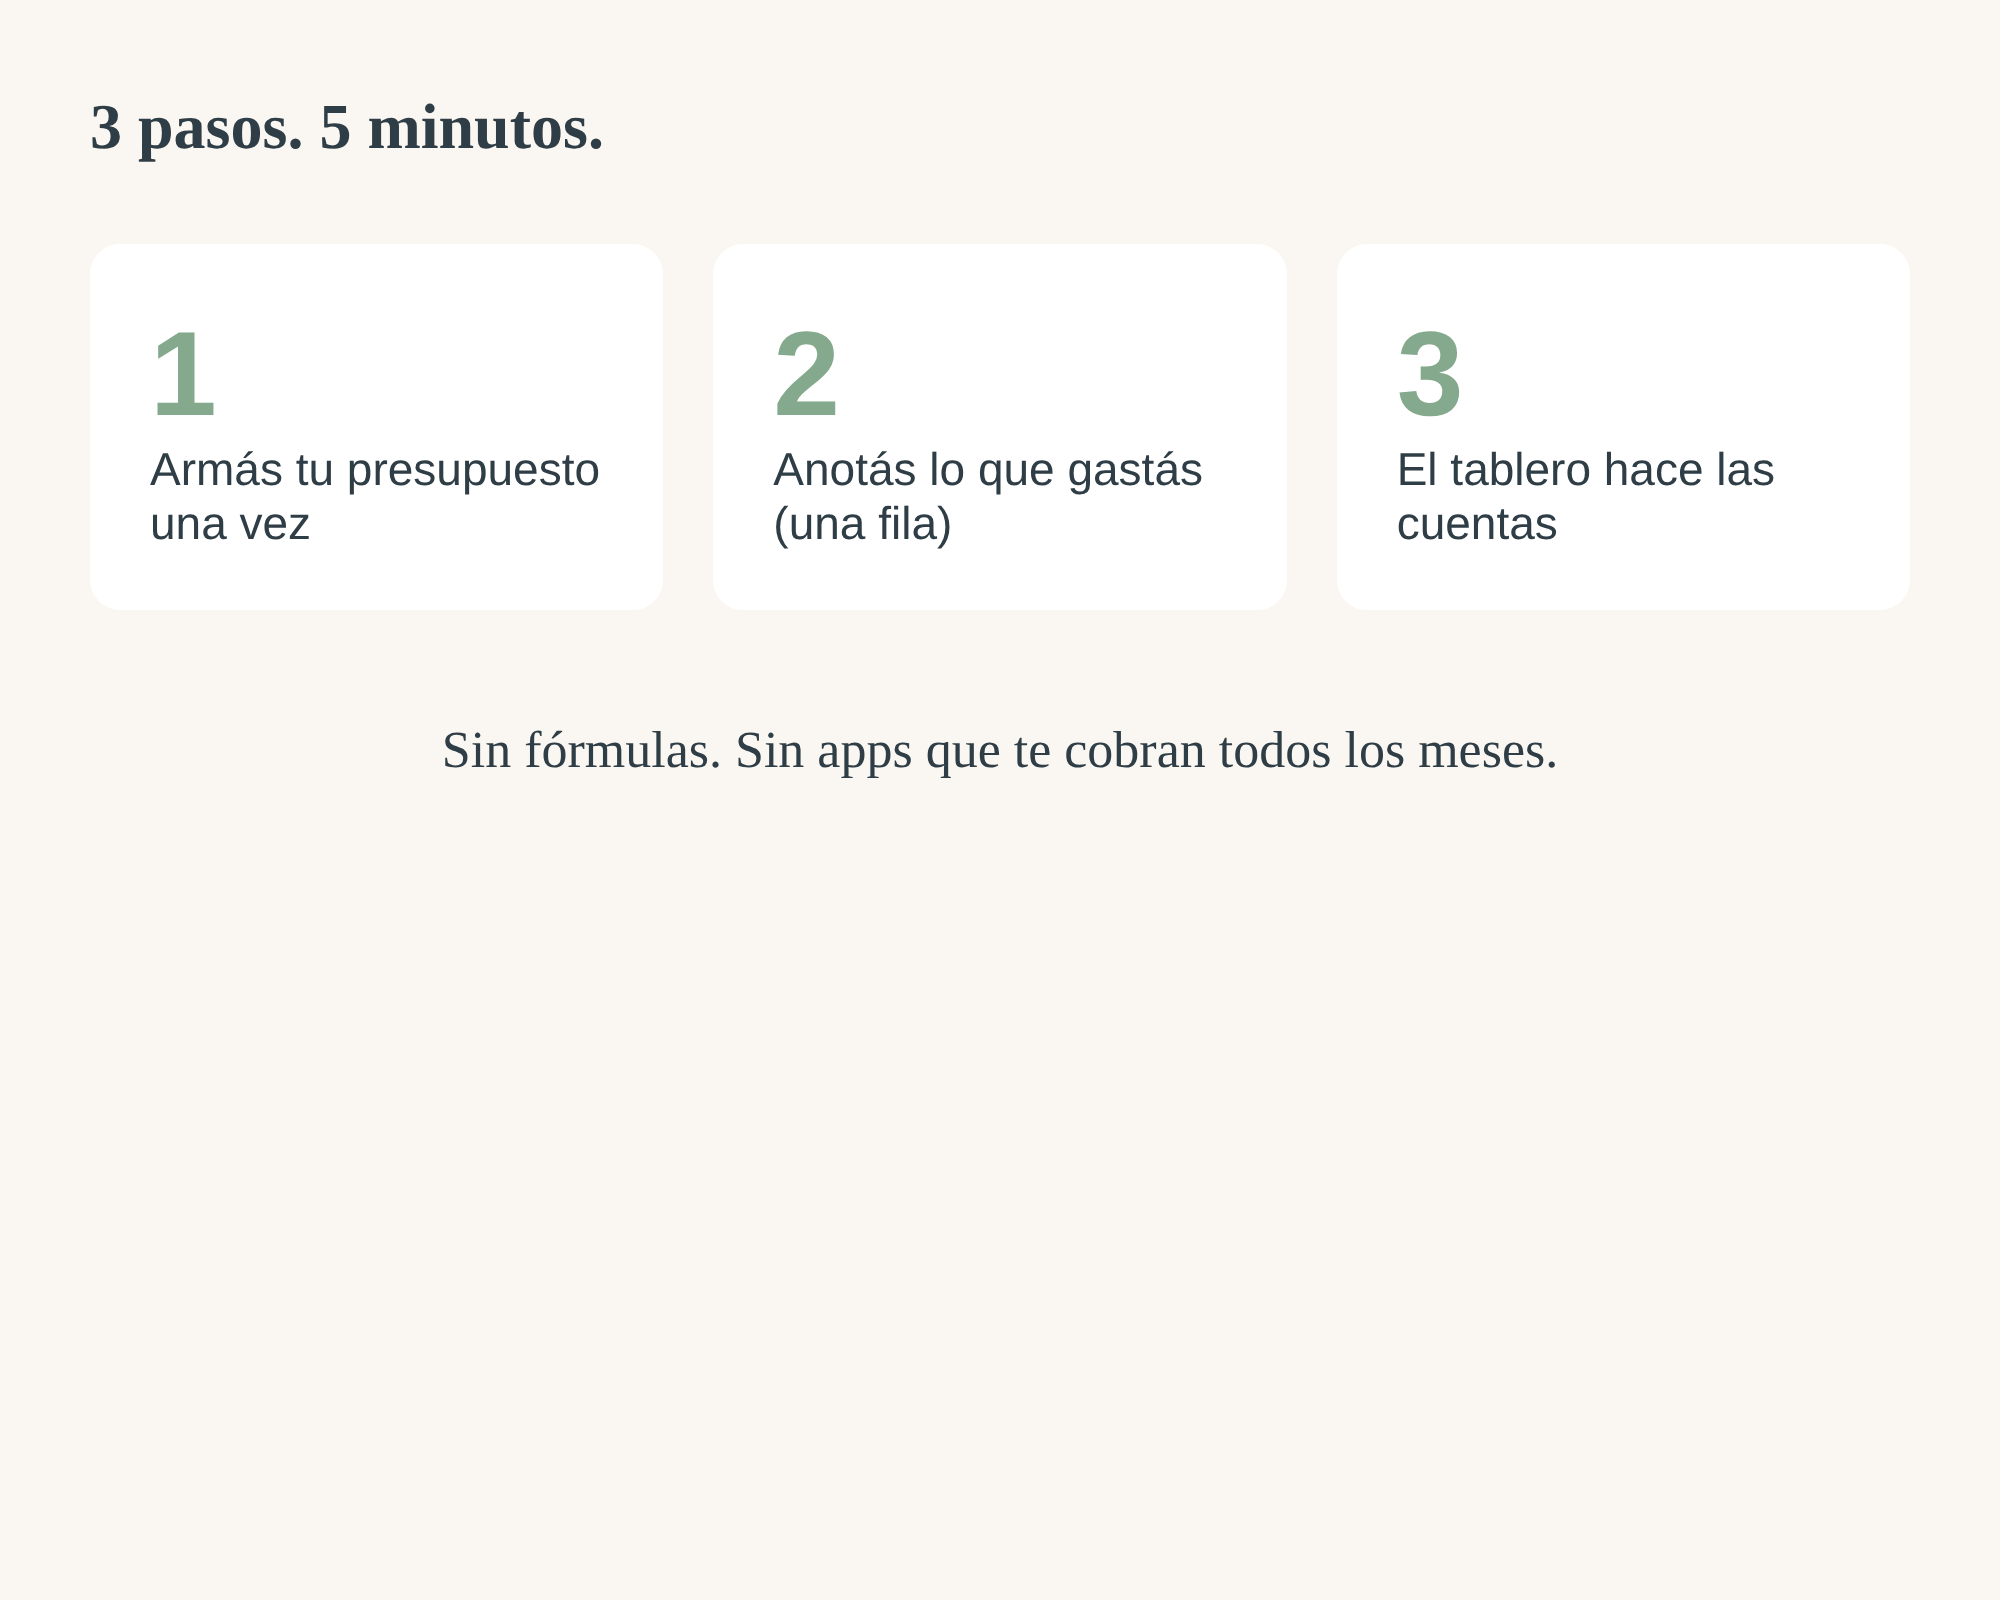 3 pasos. 5 minutos.
1
Armás tu presupuesto
una vez
2
Anotás lo que gastás
(una fila)
3
El tablero hace las
cuentas
Sin fórmulas. Sin apps que te cobran todos los meses.